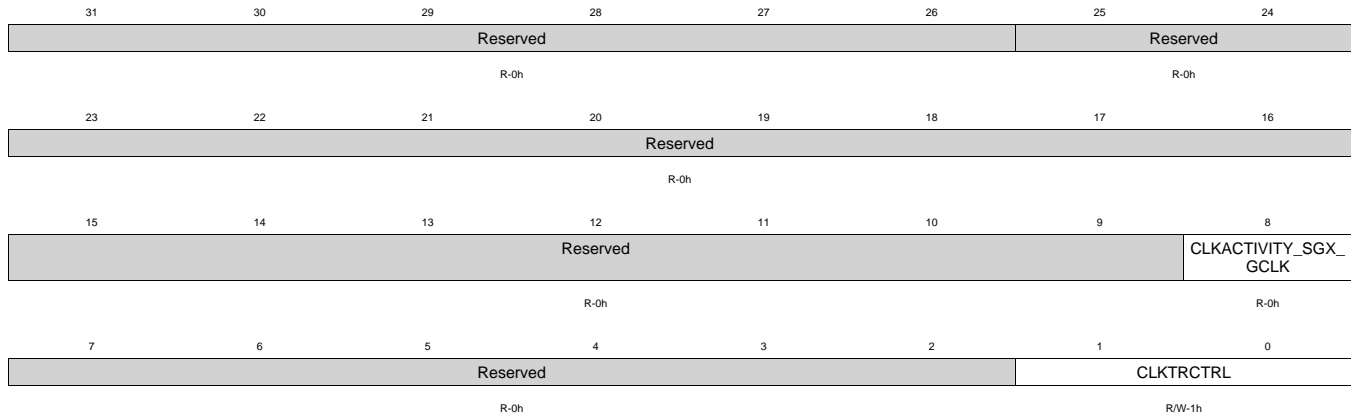 31 30 29 28 27 26 25 24
Reserved Reserved
R-0h R-0h
23 22 21 20 19 18 17 16
Reserved
R-0h
15 14 13 12 11 10 9 8
Reserved CLKACTIVITY_SGX_
GCLK
R-0h R-0h
7 6 5 4 3 2 1 0
Reserved CLKTRCTRL
R-0h R/W-1h